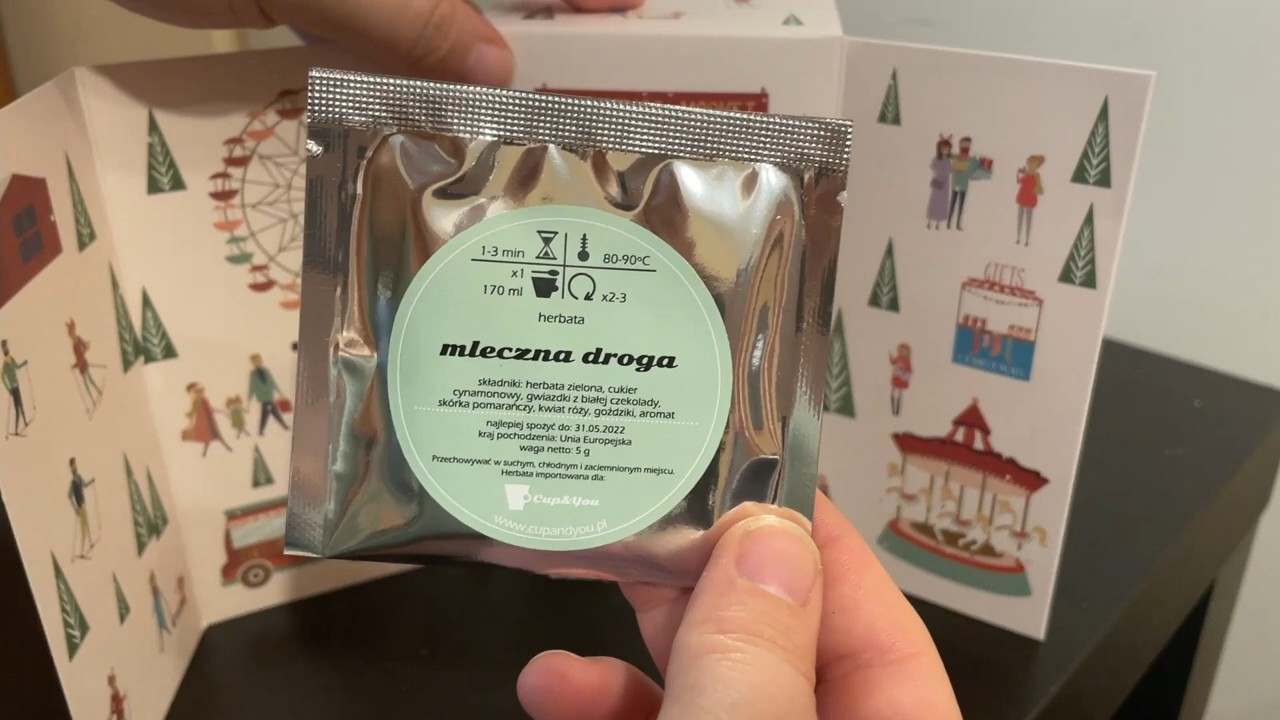 MARKET
1-3 min
80-90°C
x1
170 ml
x2-3
herbata
mleczna droga
składniki: herbata zielona, cukier
cynamonowy, gwiazdki z białej czekolady,
skórka pomarańczy, kwiat róży, goździki, aromat
najlepiej spożyć do: 31.05.2022
kraj pochodzenia: Unia Europejska
waga netto: 5 g
Przechowywać w suchym, chłodnym i zaciemnionym miejscu.
Herbata importowana dla:
Cup&You
www.cupandyou.pl